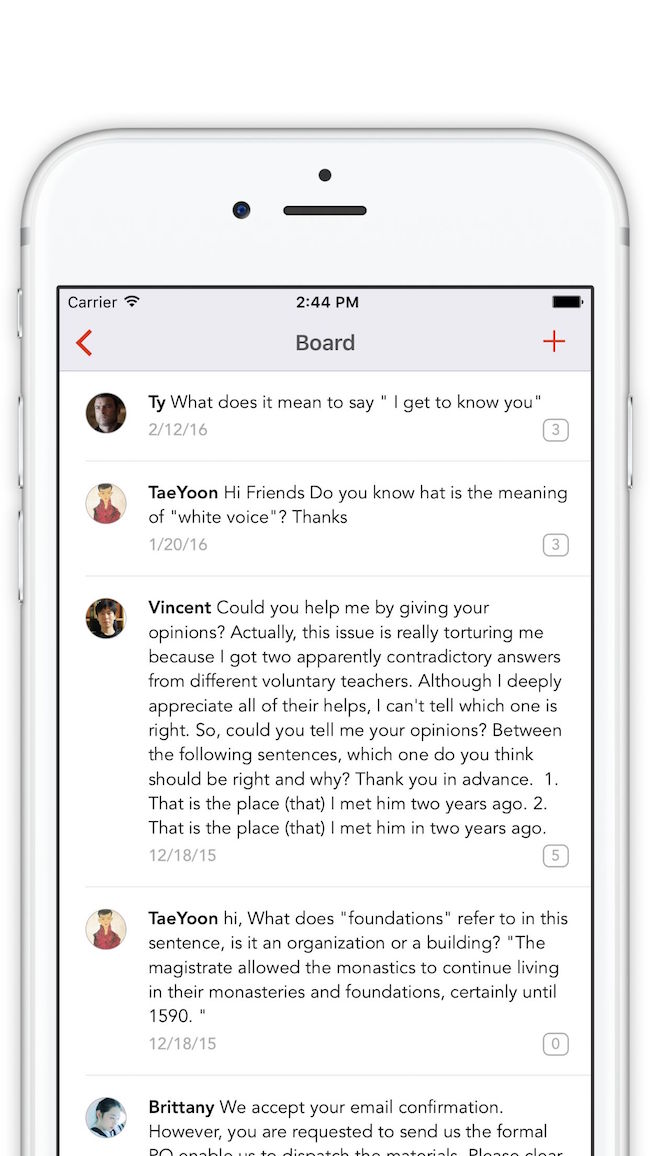 Carrier 2:44 PM
Board
Ty What does it mean to say " I get to know you"
2/12/16 3
TaeYoon Hi Friends Do you know hat is the meaning
of "white voice"? Thanks
1/20/16 3
Vincent Could you help me by giving your
opinions? Actually, this issue is really torturing me
because I got two apparently contradictory answers
from different voluntary teachers. Although I deeply
appreciate all of their helps, I can't tell which one is
right. So, could you tell me your opinions? Between
the following sentences, which one do you think
should be right and why? Thank you in advance. 1.
That is the place (that) I met him two years ago. 2.
That is the place (that) I met him in two years ago.
12/18/15 5
TaeYoon hi, What does "foundations" refer to in this
sentence, is it an organization or a building? "The
magistrate allowed the monastics to continue living
in their monasteries and foundations, certainly until
1590. "
12/18/15 0
Brittany We accept your email confirmation.
However, you are requested to send us the formal
PO enable us to dispatch the materials. Please clear